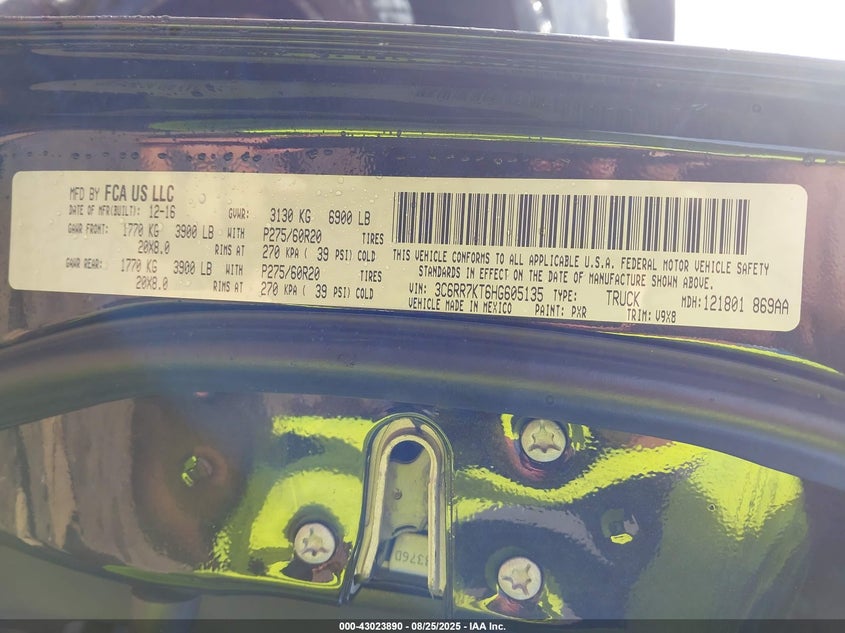 MFD BY FCA US LLC
DATE OF MFR(BUILT): 12-16 GVWR: 3130 KG 6900 LB
GAWR FRONT: 1770 KG 3900 LB WITH P275/60R20 TIRES
20X8.0 RIMS AT 270 KPA ( 39 PSI) COLD
GAWR REAR: 1770 KG 3900 LB WITH P275/60R20 TIRES
20X8.0 RIMS AT 270 KPA ( 39 PSI) COLD
THIS VEHICLE CONFORMS TO ALL APPLICABLE U.S.A. FEDERAL MOTOR VEHICLE SAFETY
STANDARDS IN EFFECT ON THE DATE OF MANUFACTURE SHOWN ABOVE.
VIN: 3C6RR7KT6HG605135 TYPE: TRUCK MDH: 121801 869AA
VEHICLE MADE IN MEXICO PAINT: PXR TRIM: V9X8
000-43023890 - 08/25/2025 - IAA Inc.